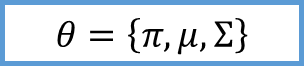 θ = {π, μ, Σ}